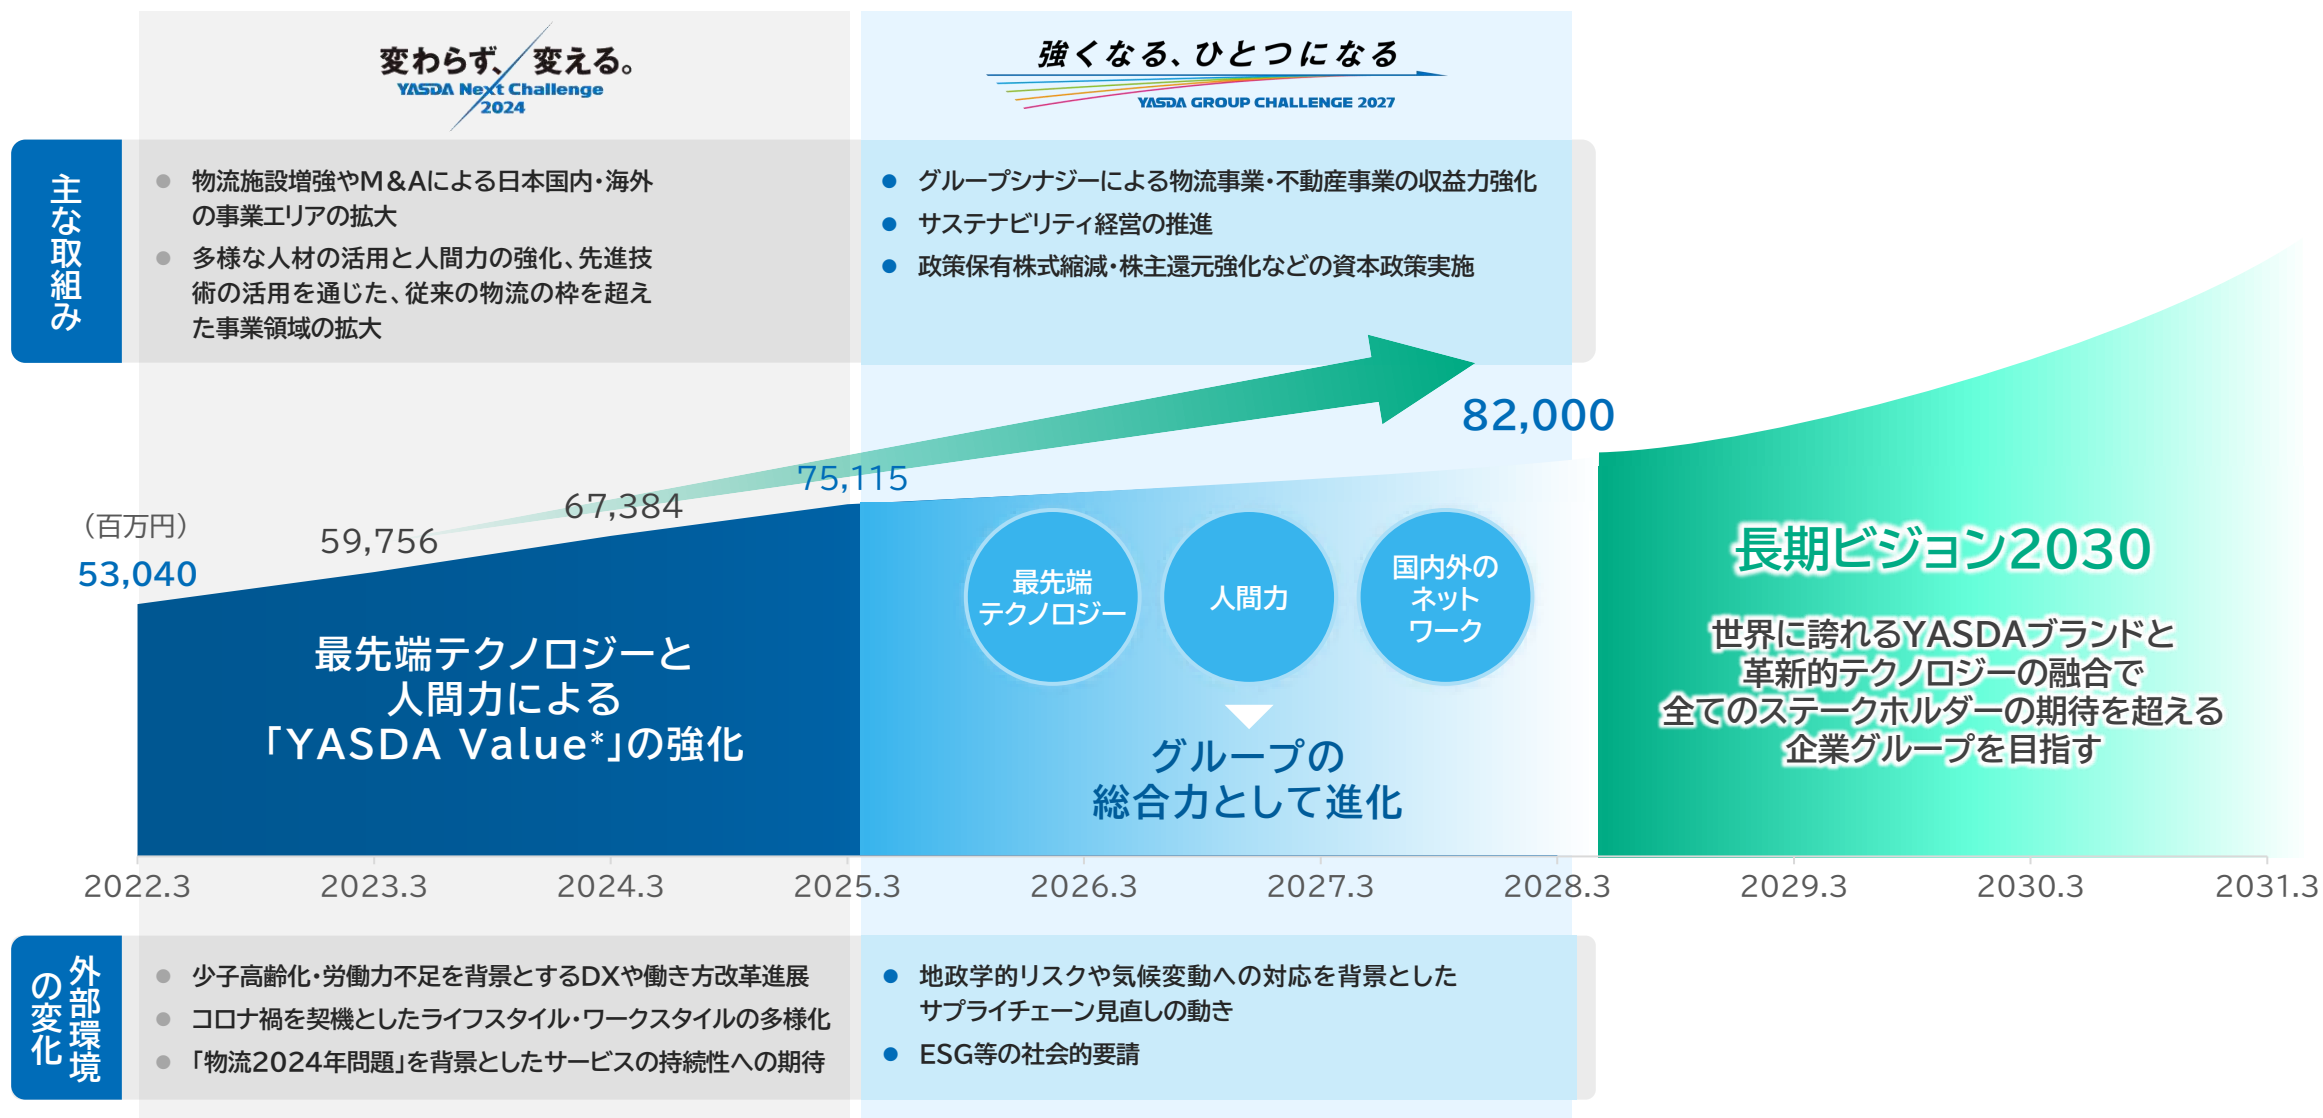 変わらず、変える。
YASDA Next Challenge
2024
強くなる、ひとつになる
YASDA GROUP CHALLENGE 2027
主な取組み
● 物流施設増強やM&Aによる日本国内・海外
の事業エリアの拡大
● 多様な人材の活用と人間力の強化、先進技
術の活用を通じた、従来の物流の枠を超え
た事業領域の拡大
● グループシナジーによる物流事業・不動産事業の収益力強化
● サステナビリティ経営の推進
● 政策保有株式縮減・株主還元強化などの資本政策実施
（百万円）
53,040
59,756
67,384
75,115
82,000
最先端テクノロジーと
人間力による
「YASDA Value*」の強化
最先端
テクノロジー
人間力
国内外の
ネット
ワーク
グループの
総合力として進化
長期ビジョン2030
世界に誇れるYASDAブランドと
革新的テクノロジーの融合で
全てのステークホルダーの期待を超える
企業グループを目指す
2022.3
2023.3
2024.3
2025.3
2026.3
2027.3
2028.3
2029.3
2030.3
2031.3
外部環境
の変化
● 少子高齢化・労働力不足を背景とするDXや働き方改革進展
● コロナ禍を契機としたライフスタイル・ワークスタイルの多様化
● 「物流2024年問題」を背景としたサービスの持続性への期待
● 地政学的リスクや気候変動への対応を背景とした
サプライチェーン見直しの動き
● ESG等の社会的要請